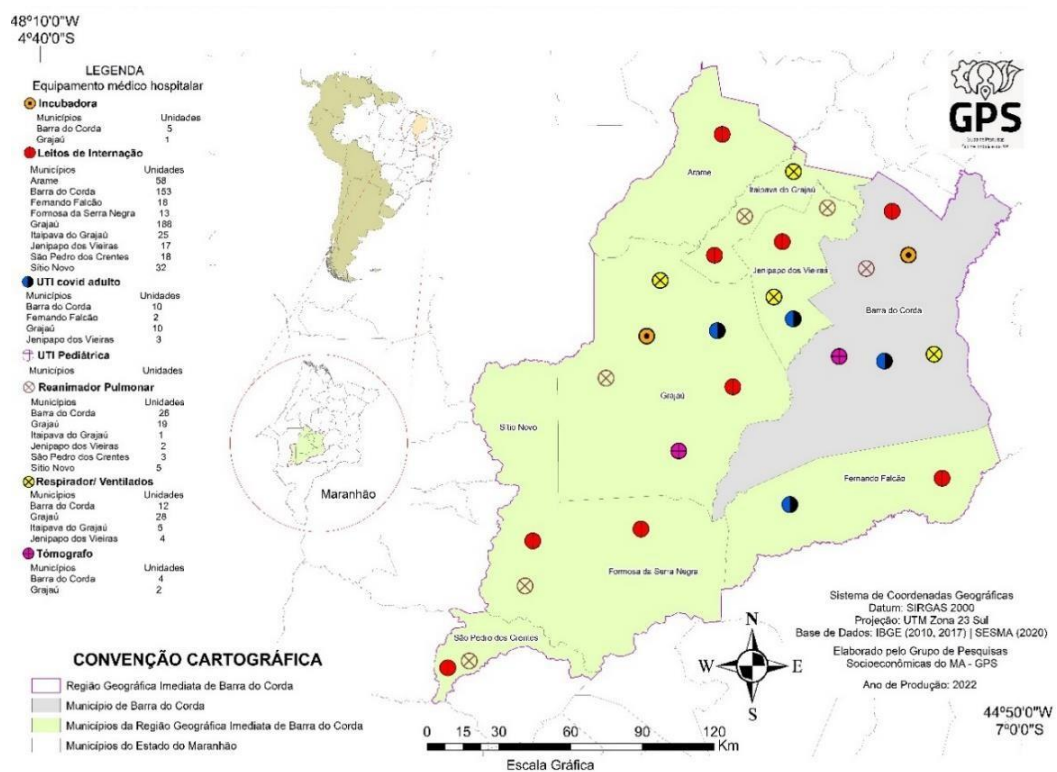 48º10'0"W
4º40'0"S
LEGENDA
Equipamento médico hospitalar
Incubadora
Municípios Unidades
Barra do Corda 5
Grajaú 1
Leitos de Internação
Municípios Unidades
Arame 58
Barra do Corda 153
Fernando Falcão 18
Formosa da Serra Negra 13
Grajaú 188
Itaipava do Grajaú 25
Jenipapo dos Vieiras 17
São Pedro dos Crentes 18
Sítio Novo 32
UTI covid adulto
Municípios Unidades
Barra do Corda 10
Fernando Falcão 2
Grajaú 10
Jenipapo dos Vieiras 3
UTI Pediátrica
Municípios Unidades
Reanimador Pulmonar
Municípios Unidades
Barra do Corda 26
Grajaú 19
Itaipava do Grajaú 1
Jenipapo dos Vieiras 2
São Pedro dos Crentes 3
Sítio Novo 5
Respirador/ Ventilados
Municípios Unidades
Barra do Corda 12
Grajaú 28
Itaipava do Grajaú 5
Jenipapo dos Vieiras 4
Tómografo
Municípios Unidades
Barra do Corda 4
Grajaú 2
Maranhão
GPS
Arame
Itaipava do Grajaú
Jenipapo dos Vieiras
Barra do Corda
Grajaú
Sítio Novo
Fernando Falcão
Formosa da Serra Negra
São Pedro dos Crentes
CONVENÇÃO CARTOGRÁFICA
Região Geográfica Imediata de Barra do Corda
Município de Barra do Corda
Municípios da Região Geográfica Imediata de Barra do Corda
Municípios do Estado do Maranhão
N
W E
S
0 15 30 60 90 120
Km
Escala Gráfica
Sistema de Coordenadas Geográficas
Datum: SIRGAS 2000
Projeção: UTM Zona 23 Sul
Base de Dados: IBGE (2010, 2017) | SESMA (2020)
Elaborado pelo Grupo de Pesquisas
Socioeconômicas do MA - GPS
Ano de Produção: 2022
44º50'0"W
7º0'0"S